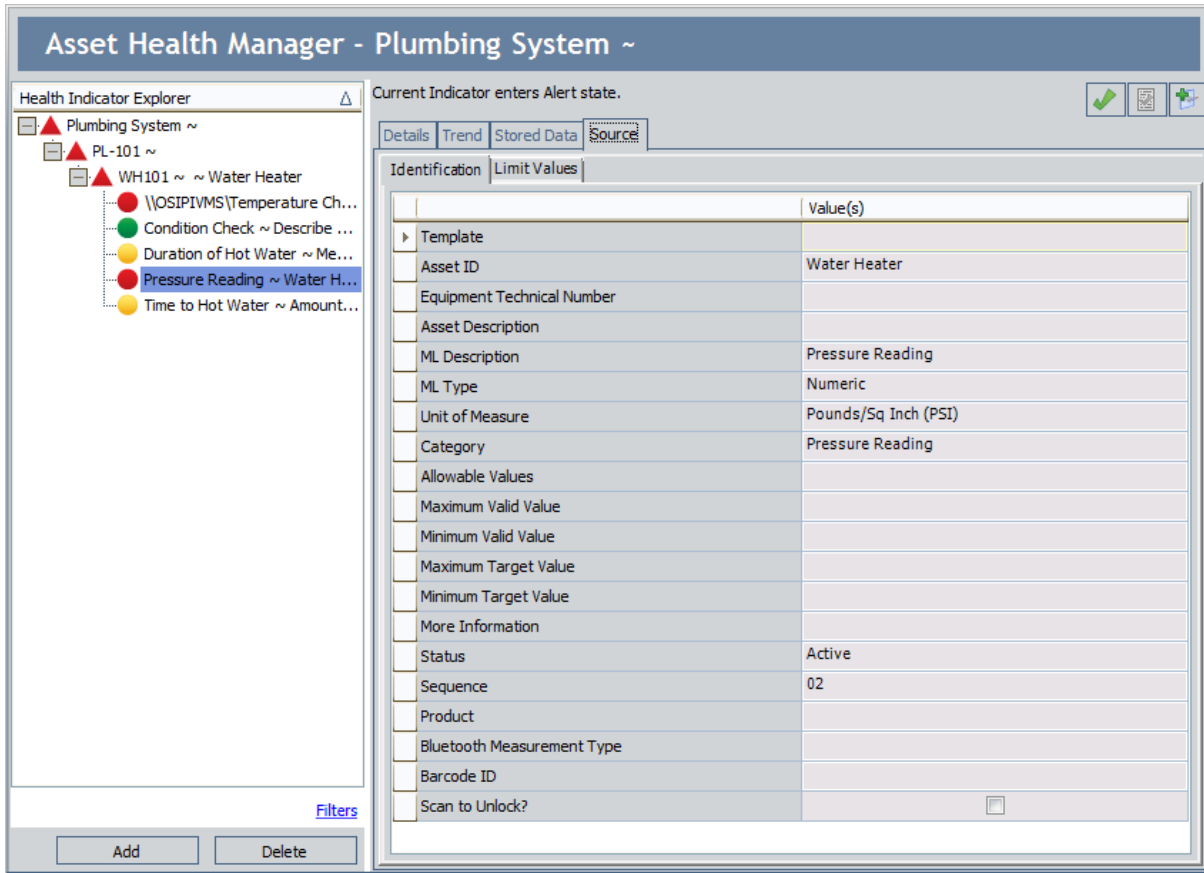 Asset Health Manager - Plumbing System ~
Health Indicator Explorer
Plumbing System ~
PL-101 ~
WH101 ~ ~ Water Heater
\\OSIPIVMS\Temperature Ch...
Condition Check ~ Describe ...
Duration of Hot Water ~ Me...
Pressure Reading ~ Water H...
Time to Hot Water ~ Amount...
Filters
Add Delete
Current Indicator enters Alert state.
Details Trend Stored Data Source
Identification Limit Values
Value(s)
Template
Asset ID Water Heater
Equipment Technical Number
Asset Description
ML Description Pressure Reading
ML Type Numeric
Unit of Measure Pounds/Sq Inch (PSI)
Category Pressure Reading
Allowable Values
Maximum Valid Value
Minimum Valid Value
Maximum Target Value
Minimum Target Value
More Information
Status Active
Sequence 02
Product
Bluetooth Measurement Type
Barcode ID
Scan to Unlock?